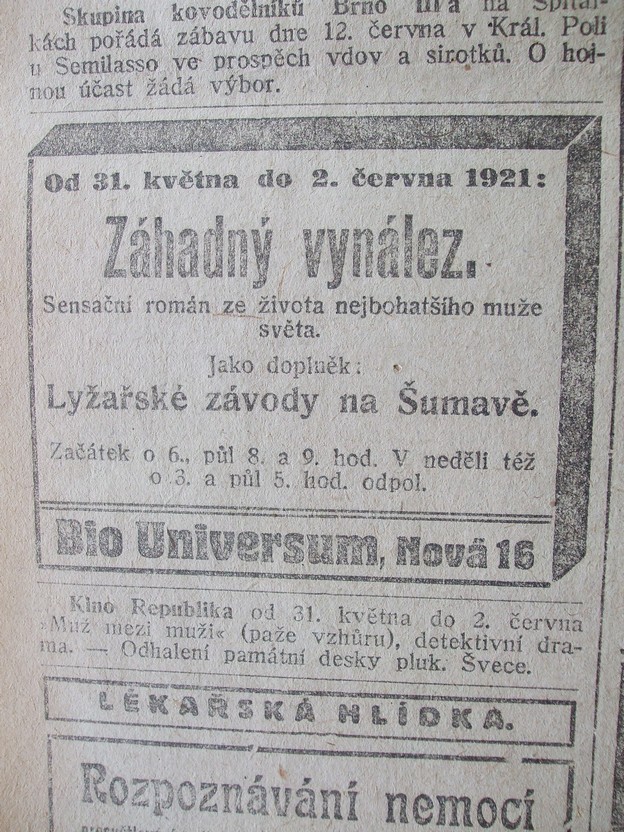 Skupina kovodělníků Brno III a na Špitál-
kách pořádá zábavu dne 12. června v Král. Poli
u Semilasso ve prospěch vdov a sirotků. O hoj-
nou účast žádá výbor.
Od 31. května do 2. června 1921:
Záhadný vynález.
Sensační román ze života nejbohatšího muže
světa.
Jako doplněk:
Lyžařské závody na Šumavě.
Začátek o 6., půl 8. a 9. hod. V neděli též
o 3. a půl 5. hod. odpol.
Bio Universum, Nová 16
Kino Republika od 31. května do 2. června
»Muž mezi muži« (paže vzhůru), detektivní dra-
ma. — Odhalení památní desky pluk. Švece.
LÉKAŘSKÁ HLÍDKA.
Rozpoznávání nemocí